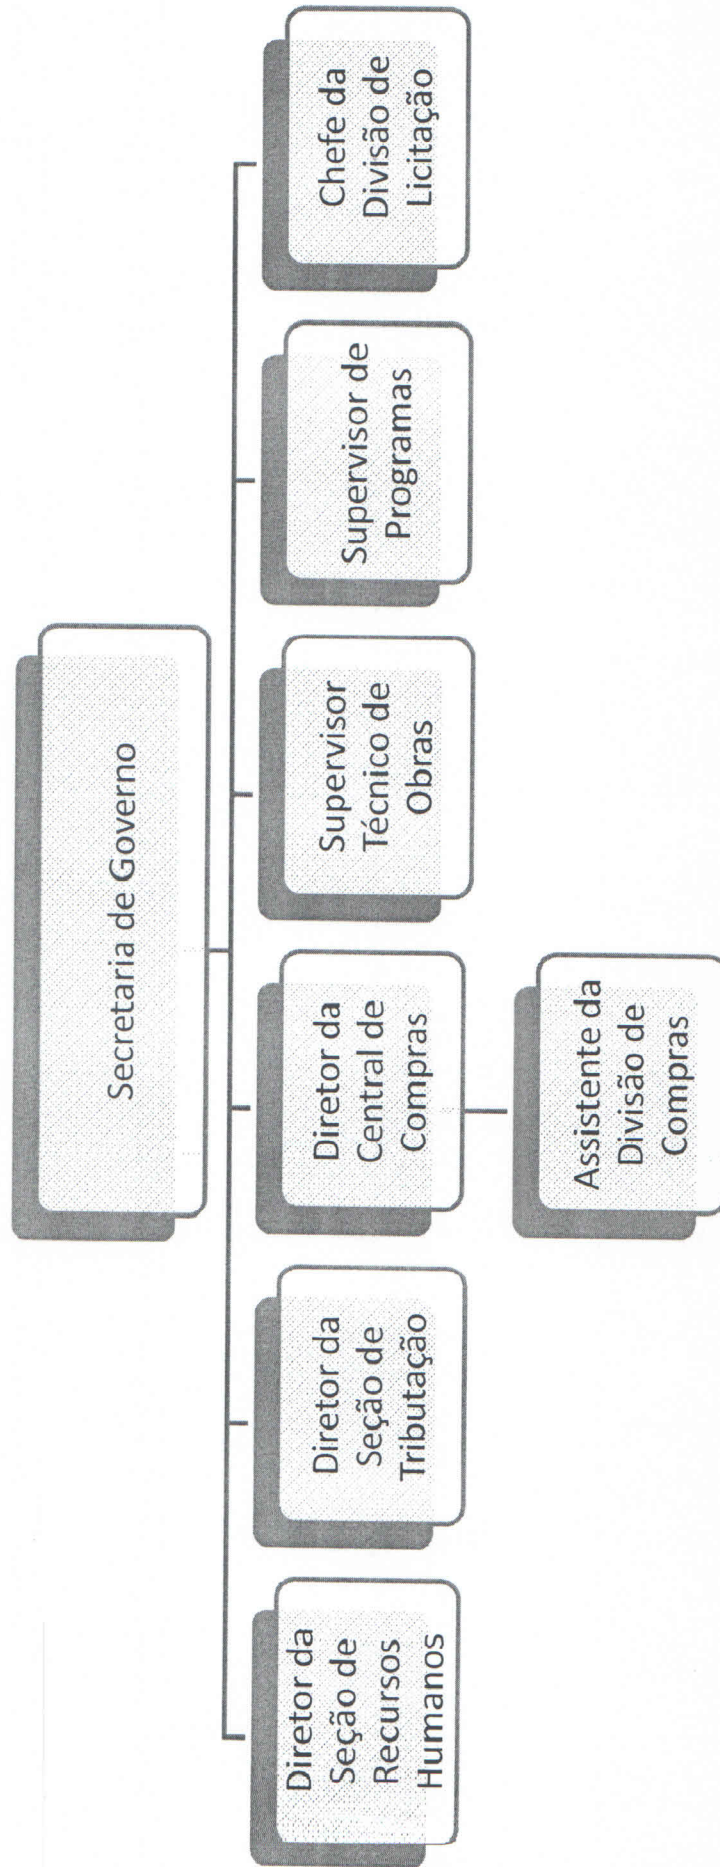 Secretaria de Governo
Diretor da
Seção de
Recursos
Humanos
Diretor da
Seção de
Tributação
Diretor da
Central de
Compras
Supervisor
Técnico de
Obras
Supervisor de
Programas
Chefe da
Divisão de
Licitação
Assistente da
Divisão de
Compras